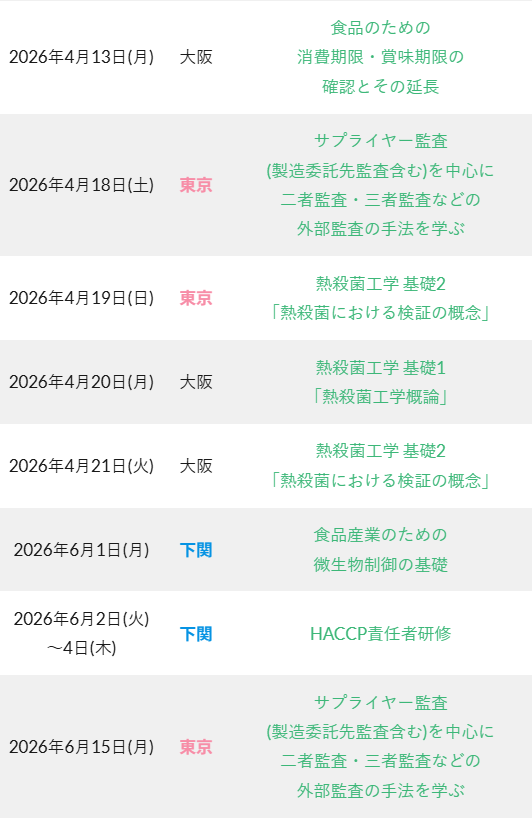 2026年4月13日(月)
大阪
食品のための
消費期限・賞味期限の
確認とその延長
2026年4月18日(土)
東京
サプライヤー監査
(製造委託先監査含む)を中心に
二者監査・三者監査などの
外部監査の手法を学ぶ
2026年4月19日(日)
東京
熱殺菌工学 基礎2
「熱殺菌における検証の概念」
2026年4月20日(月)
大阪
熱殺菌工学 基礎1
「熱殺菌工学概論」
2026年4月21日(火)
大阪
熱殺菌工学 基礎2
「熱殺菌における検証の概念」
2026年6月1日(月)
下関
食品産業のための
微生物制御の基礎
2026年6月2日(火)
〜4日(木)
下関
HACCP責任者研修
2026年6月15日(月)
東京
サプライヤー監査
(製造委託先監査含む)を中心に
二者監査・三者監査などの
外部監査の手法を学ぶ